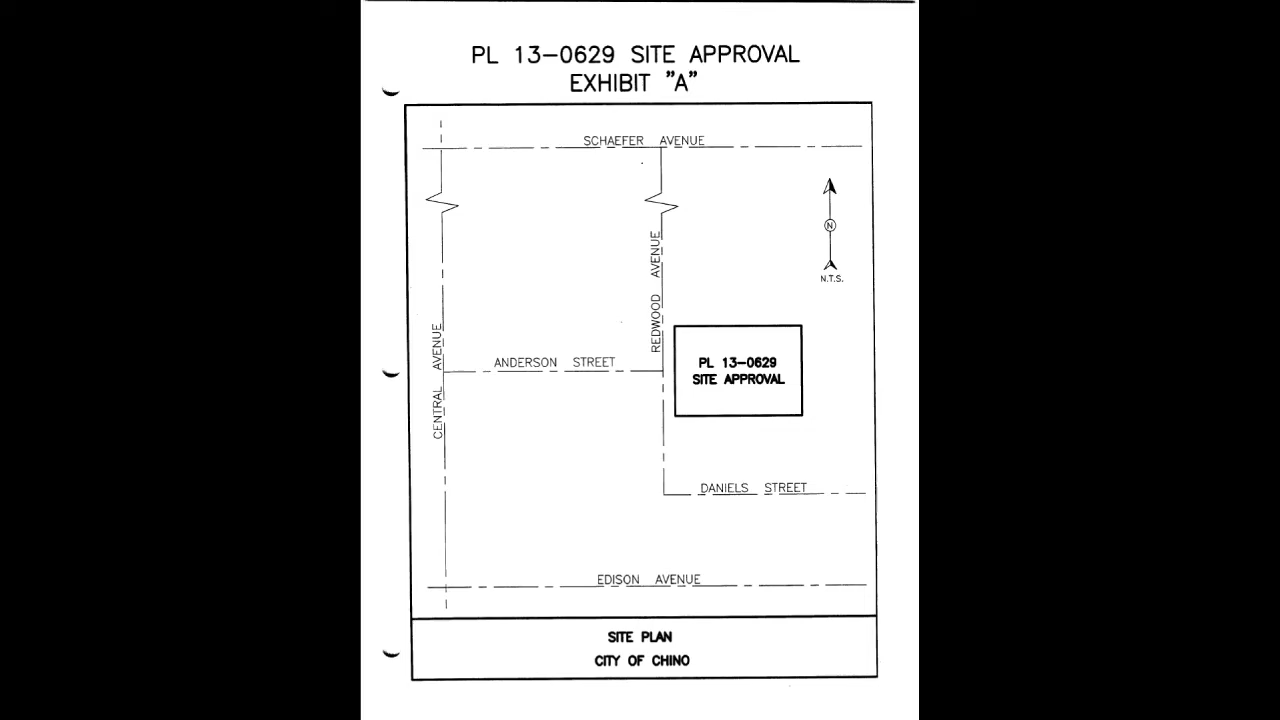 PL 13-0629 SITE APPROVAL
EXHIBIT "A"
SCHAEFER AVENUE
N
N.T.S.
REDWOOD AVENUE
CENTRAL AVENUE
ANDERSON STREET
PL 13-0629
SITE APPROVAL
DANIELS STREET
EDISON AVENUE
SITE PLAN
CITY OF CHINO